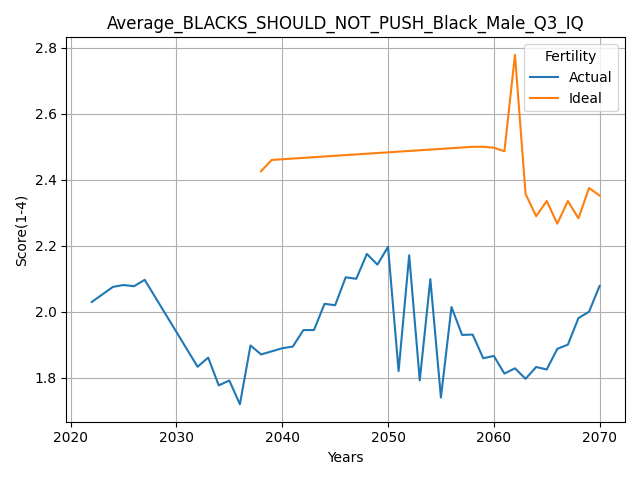 Average_BLACKS_SHOULD_NOT_PUSH_Black_Male_Q3_IQ
Fertility
Actual
Ideal
Score(1-4)
2.8
2.6
2.4
2.2
2.0
1.8
2020 2030 2040 2050 2060 2070
Years